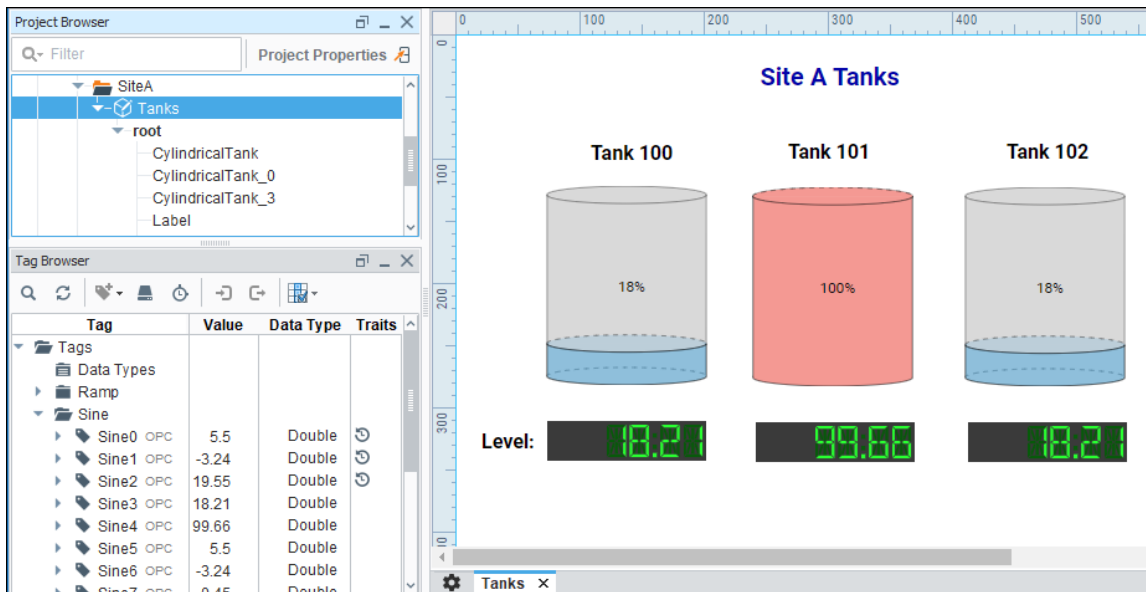 Project Browser
Filter
Project Properties
SiteA
Tanks
root
CylindricalTank
CylindricalTank_0
CylindricalTank_3
Label
Tag Browser
Tag Value Data Type Traits
Tags
Data Types
Ramp
Sine
Sine0 OPC 5.5 Double
Sine1 OPC -3.24 Double
Sine2 OPC 19.55 Double
Sine3 OPC 18.21 Double
Sine4 OPC 99.66 Double
Sine5 OPC 5.5 Double
Sine6 OPC -3.24 Double
0 100 200 300 400 500
0
100
200
300
Site A Tanks
Tank 100 Tank 101 Tank 102
18% 100% 18%
Level: 18.21 99.66 18.21
Tanks